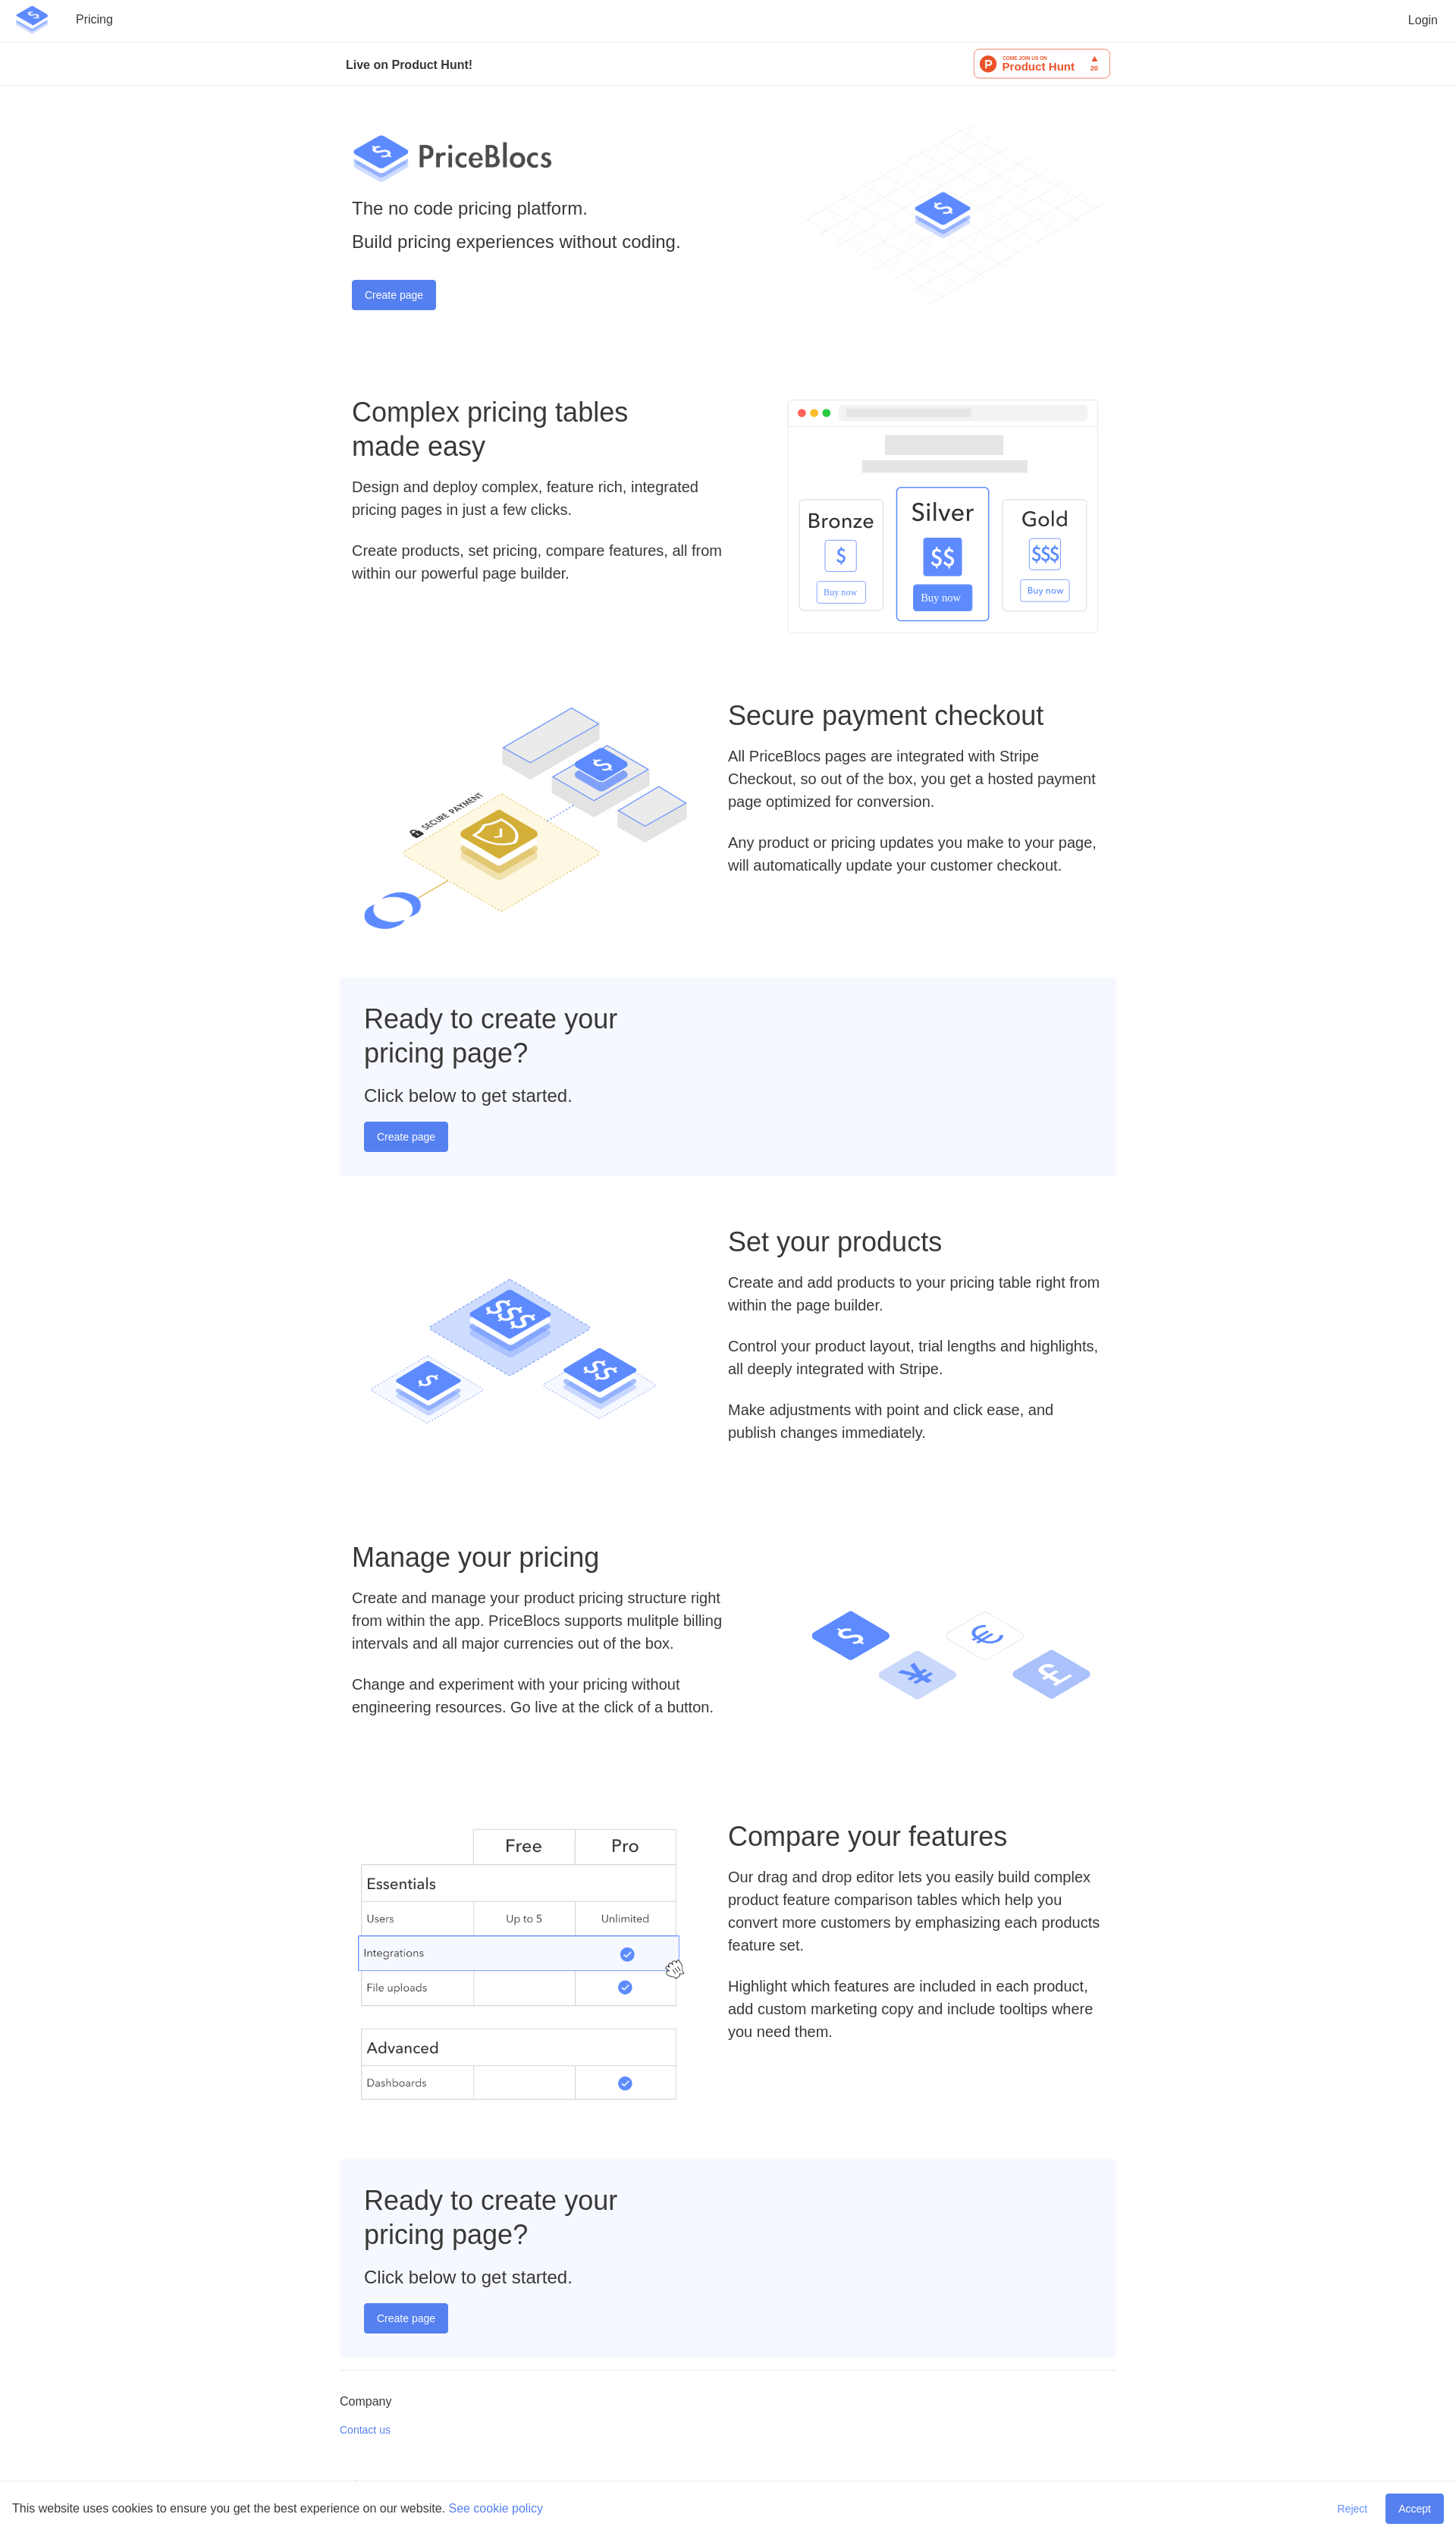 Pricing
Login
Live on Product Hunt!
COME JOIN US ON
Product Hunt
▲
20
PriceBlocs
The no code pricing platform.
Build pricing experiences without coding.
Create page
Complex pricing tables
made easy
Design and deploy complex, feature rich, integrated
pricing pages in just a few clicks.
Create products, set pricing, compare features, all from
within our powerful page builder.
Bronze
$
Buy now
Silver
$$
Buy now
Gold
$$$
Buy now
SECURE PAYMENT
Secure payment checkout
All PriceBlocs pages are integrated with Stripe
Checkout, so out of the box, you get a hosted payment
page optimized for conversion.
Any product or pricing updates you make to your page,
will automatically update your customer checkout.
Ready to create your
pricing page?
Click below to get started.
Create page
$$$
$
$$
Set your products
Create and add products to your pricing table right from
within the page builder.
Control your product layout, trial lengths and highlights,
all deeply integrated with Stripe.
Make adjustments with point and click ease, and
publish changes immediately.
Manage your pricing
Create and manage your product pricing structure right
from within the app. PriceBlocs supports mulitple billing
intervals and all major currencies out of the box.
Change and experiment with your pricing without
engineering resources. Go live at the click of a button.
$
¥
€
£
Free
Pro
Essentials
Users
Up to 5
Unlimited
Integrations
File uploads
Advanced
Dashboards
Compare your features
Our drag and drop editor lets you easily build complex
product feature comparison tables which help you
convert more customers by emphasizing each products
feature set.
Highlight which features are included in each product,
add custom marketing copy and include tooltips where
you need them.
Ready to create your
pricing page?
Click below to get started.
Create page
Company
Contact us
This website uses cookies to ensure you get the best experience on our website. See cookie policy
Reject
Accept